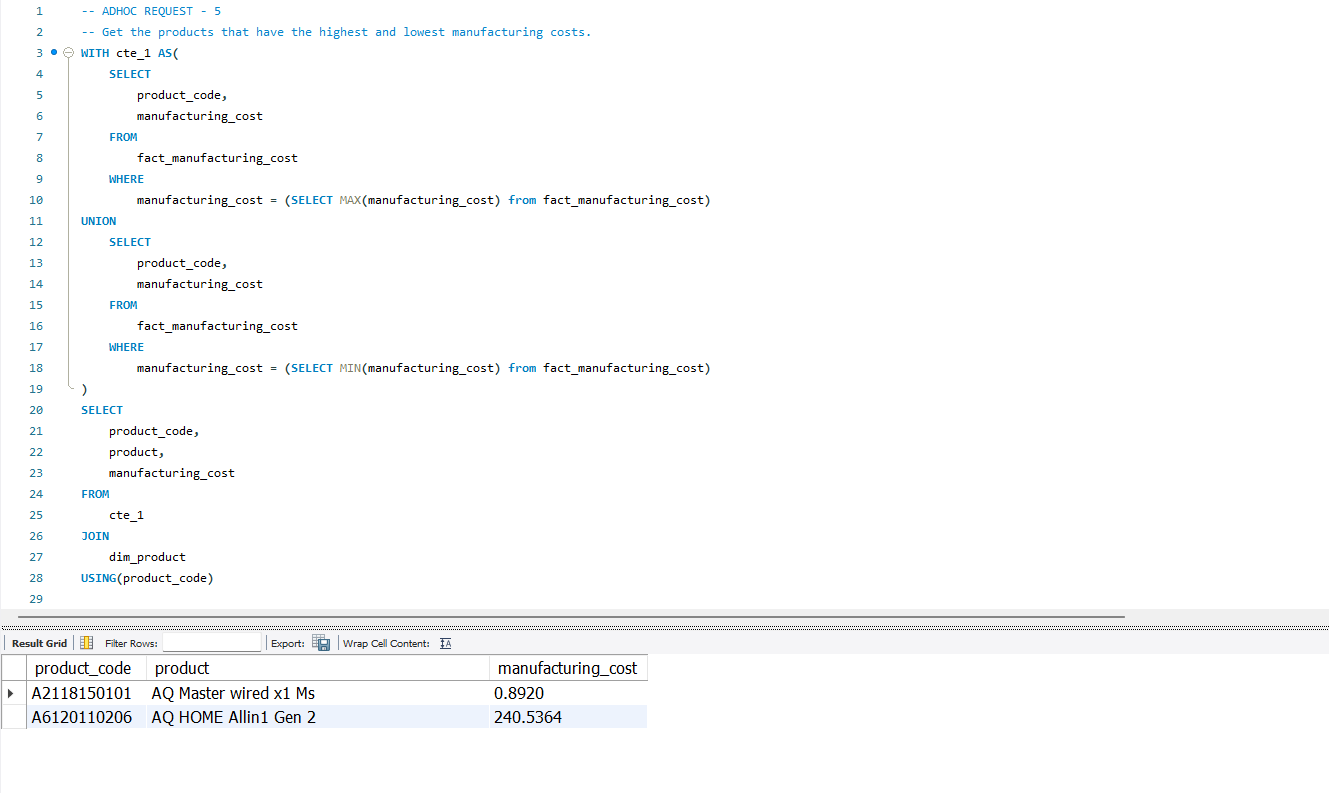 1 -- ADHOC REQUEST - 5
2 -- Get the products that have the highest and lowest manufacturing costs.
3 WITH cte_1 AS(
4 SELECT
5 product_code,
6 manufacturing_cost
7 FROM
8 fact_manufacturing_cost
9 WHERE
10 manufacturing_cost = (SELECT MAX(manufacturing_cost) from fact_manufacturing_cost)
11 UNION
12 SELECT
13 product_code,
14 manufacturing_cost
15 FROM
16 fact_manufacturing_cost
17 WHERE
18 manufacturing_cost = (SELECT MIN(manufacturing_cost) from fact_manufacturing_cost)
19 )
20 SELECT
21 product_code,
22 product,
23 manufacturing_cost
24 FROM
25 cte_1
26 JOIN
27 dim_product
28 USING(product_code)
29
Result Grid Filter Rows: Export: Wrap Cell Content: IA
product_code product manufacturing_cost
A2118150101 AQ Master wired x1 Ms 0.8920
A6120110206 AQ HOME Allin1 Gen 2 240.5364